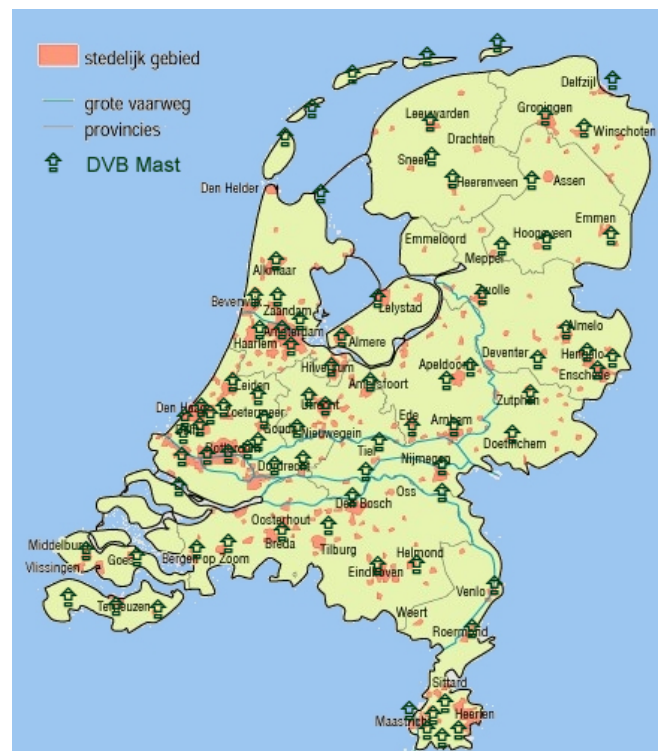 stedelijk gebied
grote vaarweg
provincies
DVB Mast
Delfzijl
Groningen
Leeuwarden
Winschoten
Drachten
Sneek
Heerenveen
Assen
Den Helder
Emmen
Hoogeveen
Emmeloord
Meppel
Alkmaar
Zwolle
Beverwijk
Lelystad
Zaandam
Almelo
Amsterdam
Haarlem
Almere
Deventer
Hengelo
Hilversum
Apeldoorn
Enschede
Amersfoort
Leiden
Zutphen
Utrecht
Den Haag
Zoetermeer
Ede
Arnhem
Gouda
Nieuwegein
Doetinchem
Rotterdam
Tiel
Dordrecht
Nijmegen
Oss
Den Bosch
Oosterhout
Breda
Tilburg
Middelburg
Goes
Bergen op Zoom
Helmond
Vlissingen
Eindhoven
Venlo
Terneuzen
Weert
Roermond
Sittard
Maastricht
Heerlen